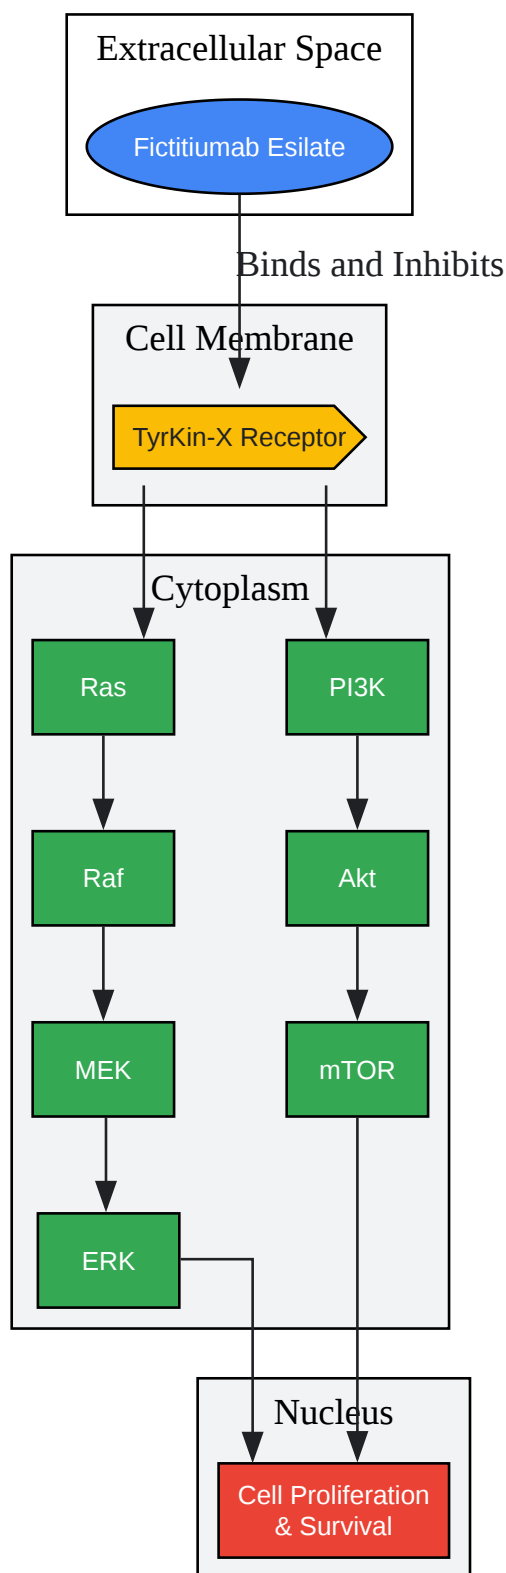 Extracellular Space
Fictitiumab Esilate
Binds and Inhibits
Cell Membrane
TyrKin-X Receptor
Cytoplasm
Ras
PI3K
Raf
Akt
MEK
mTOR
ERK
Nucleus
Cell Proliferation
& Survival